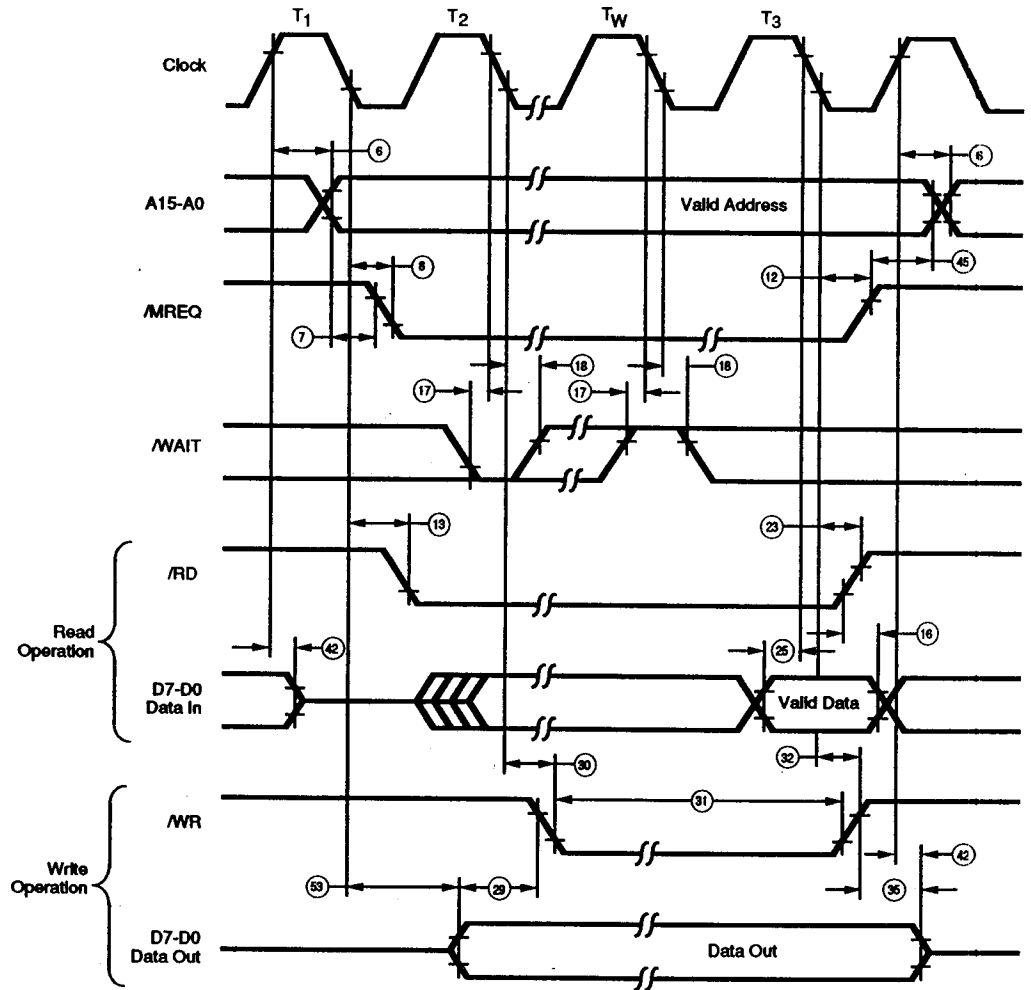 T1 T2 TW T3
Clock
6 6
A15-A0 Valid Address
8 12 45
/MREQ
7
18 18
17 17
/WAIT
13 23
/RD
Read
Operation
42 25 16
D7-D0
Data In
Valid Data
30 32
31
/WR
Write
Operation
42
53 29 35
D7-D0
Data Out
Data Out